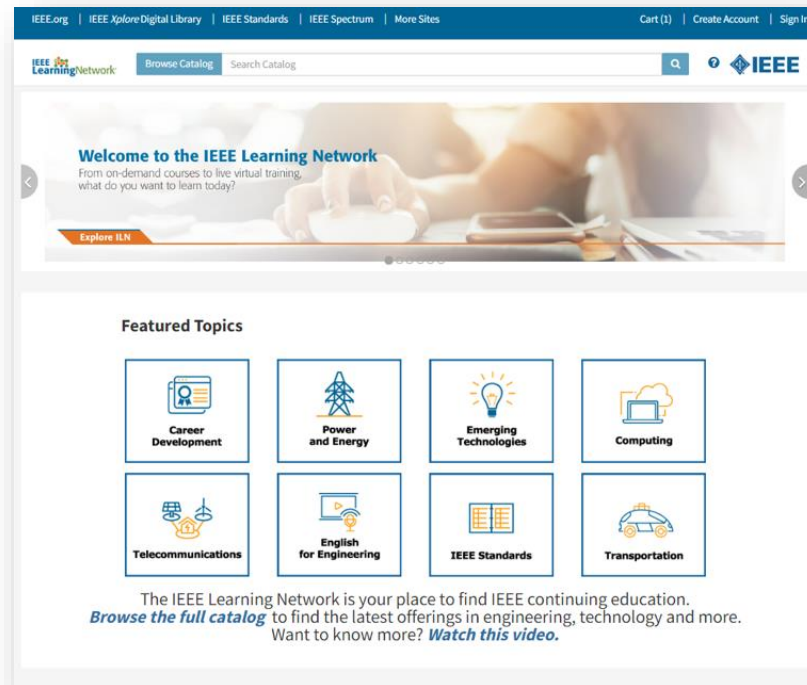 IEEE.org | IEEE Xplore Digital Library | IEEE Standards | IEEE Spectrum | More Sites Cart (1) | Create Account | Sign In
IEEE LearningNetwork Browse Catalog Search Catalog IEEE
Welcome to the IEEE Learning Network
From on-demand courses to live virtual training,
what do you want to learn today?
Explore ILN
Featured Topics
Career
Development
Power
and Energy
Emerging
Technologies
Computing
Telecommunications
English
for Engineering
IEEE Standards
Transportation
The IEEE Learning Network is your place to find IEEE continuing education.
Browse the full catalog to find the latest offerings in engineering, technology and more.
Want to know more? Watch this video.